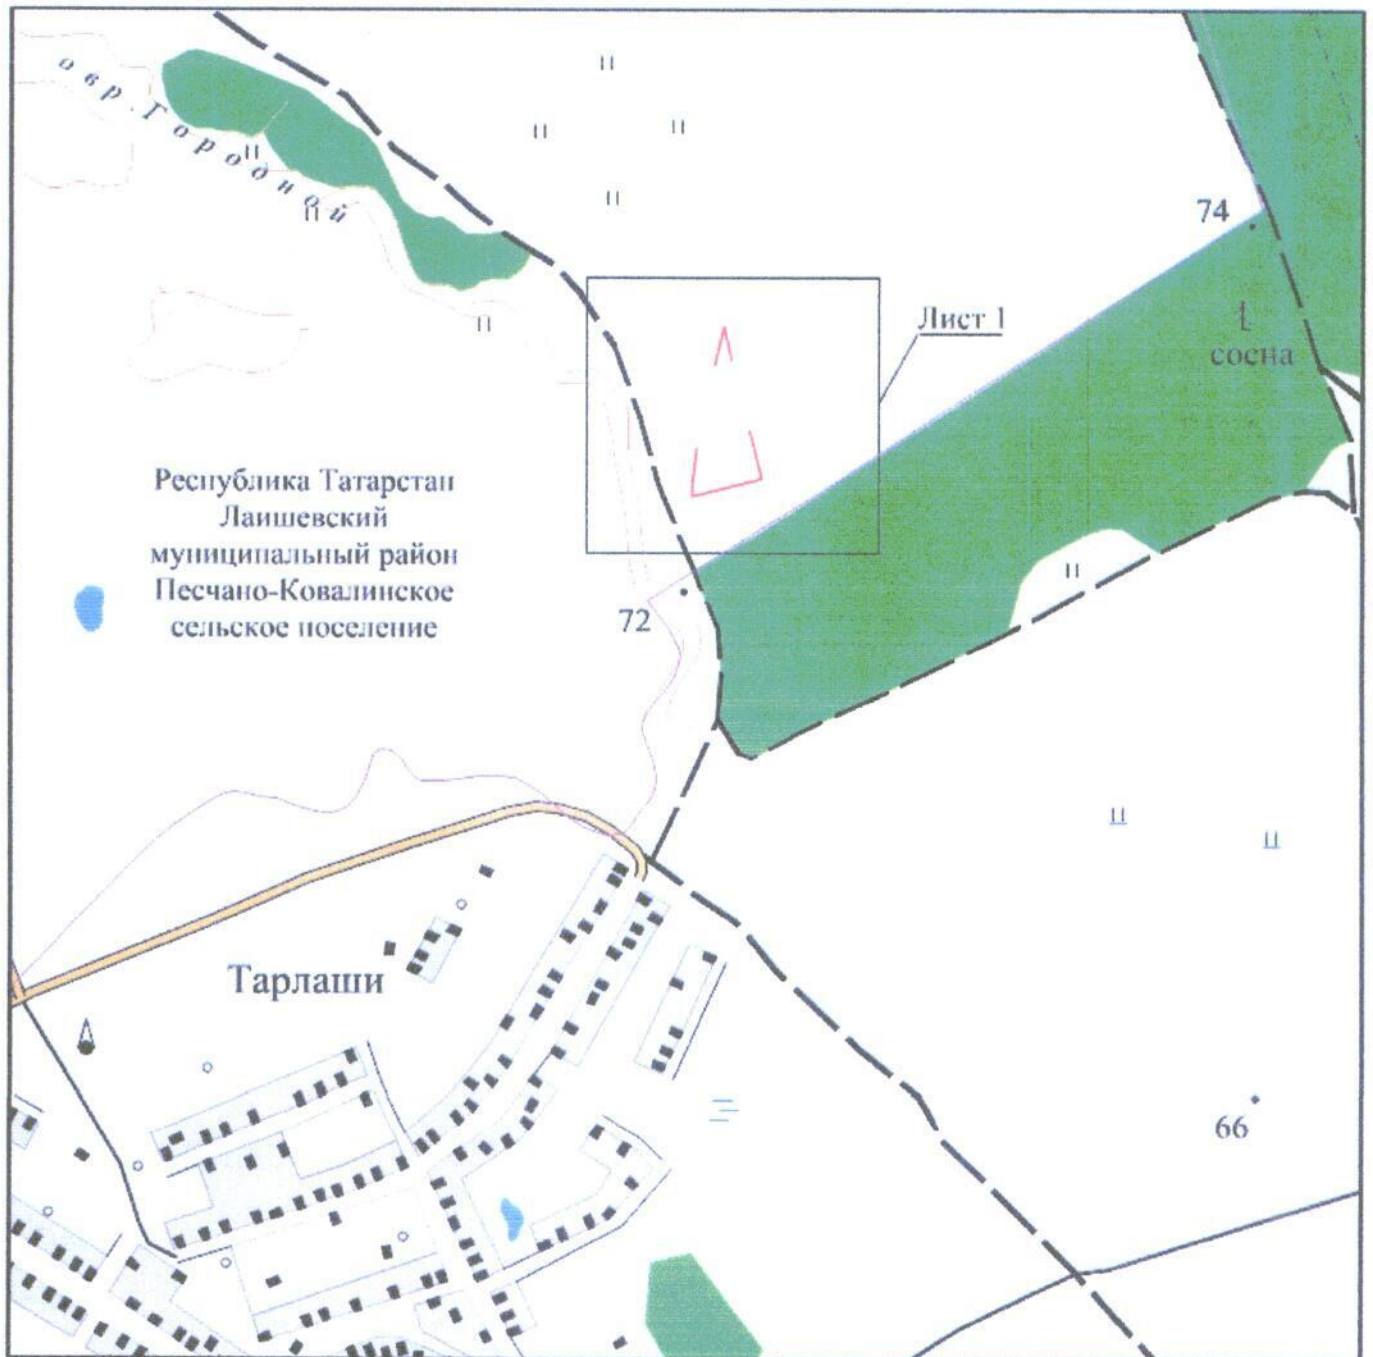 овр. Городной
74
Лист 1
сосна
Республика Татарстан
Лаишевский
муниципальный район
Песчано-Ковалинское
сельское поселение
72
Тарлаши
66